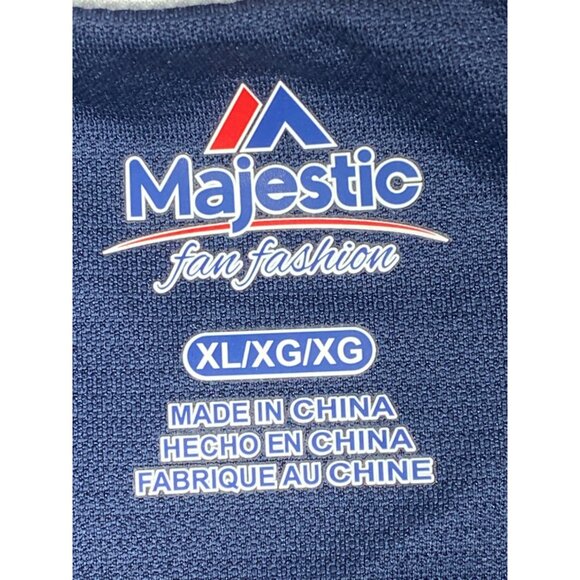 Majestic
fan fashion
XL/XG/XG
MADE IN CHINA
HECHO EN CHINA
FABRIQUE AU CHINE